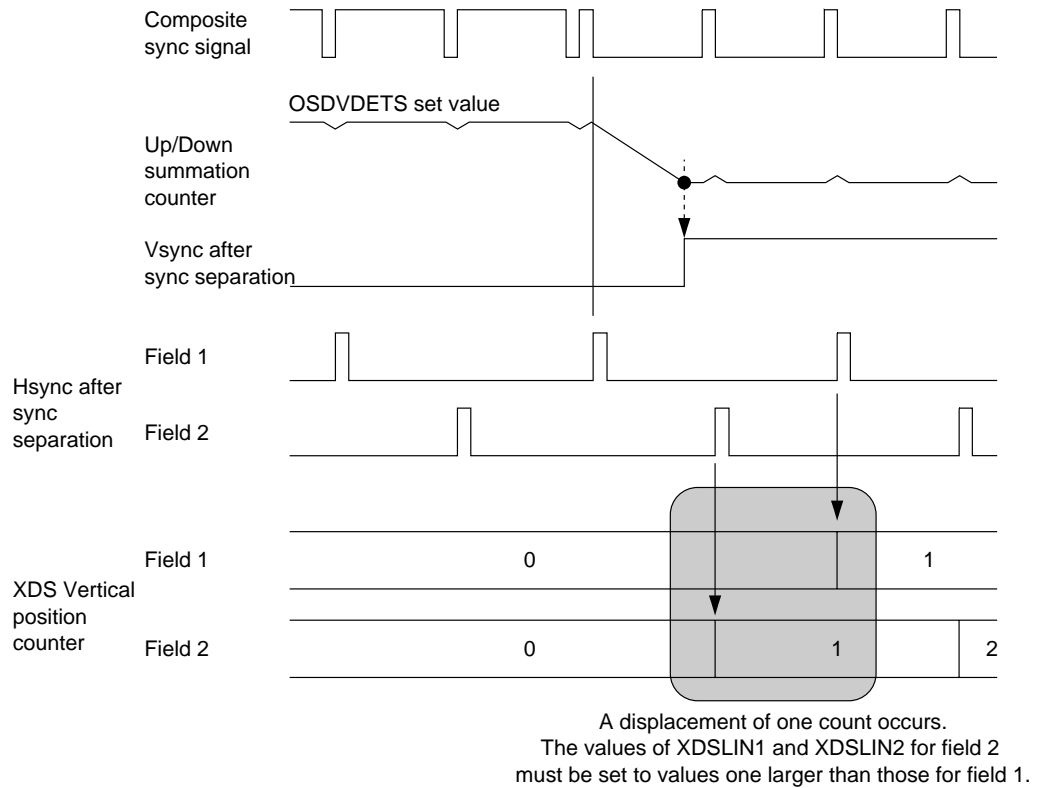 Composite
sync signal
OSDVDETS set value
Up/Down
summation
counter
Vsync after
sync separation
Hsync after
sync
separation
Field 1
Field 2
XDS Vertical
position
counter
Field 1
0
1
Field 2
0
1
2
A displacement of one count occurs.
The values of XDSLIN1 and XDSLIN2 for field 2
must be set to values one larger than those for field 1.